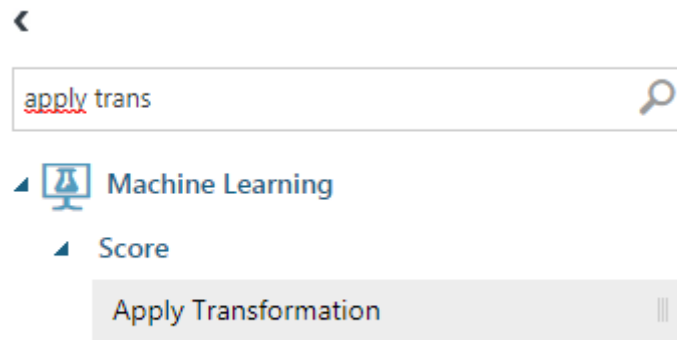 apply trans
Machine Learning
Score
Apply Transformation